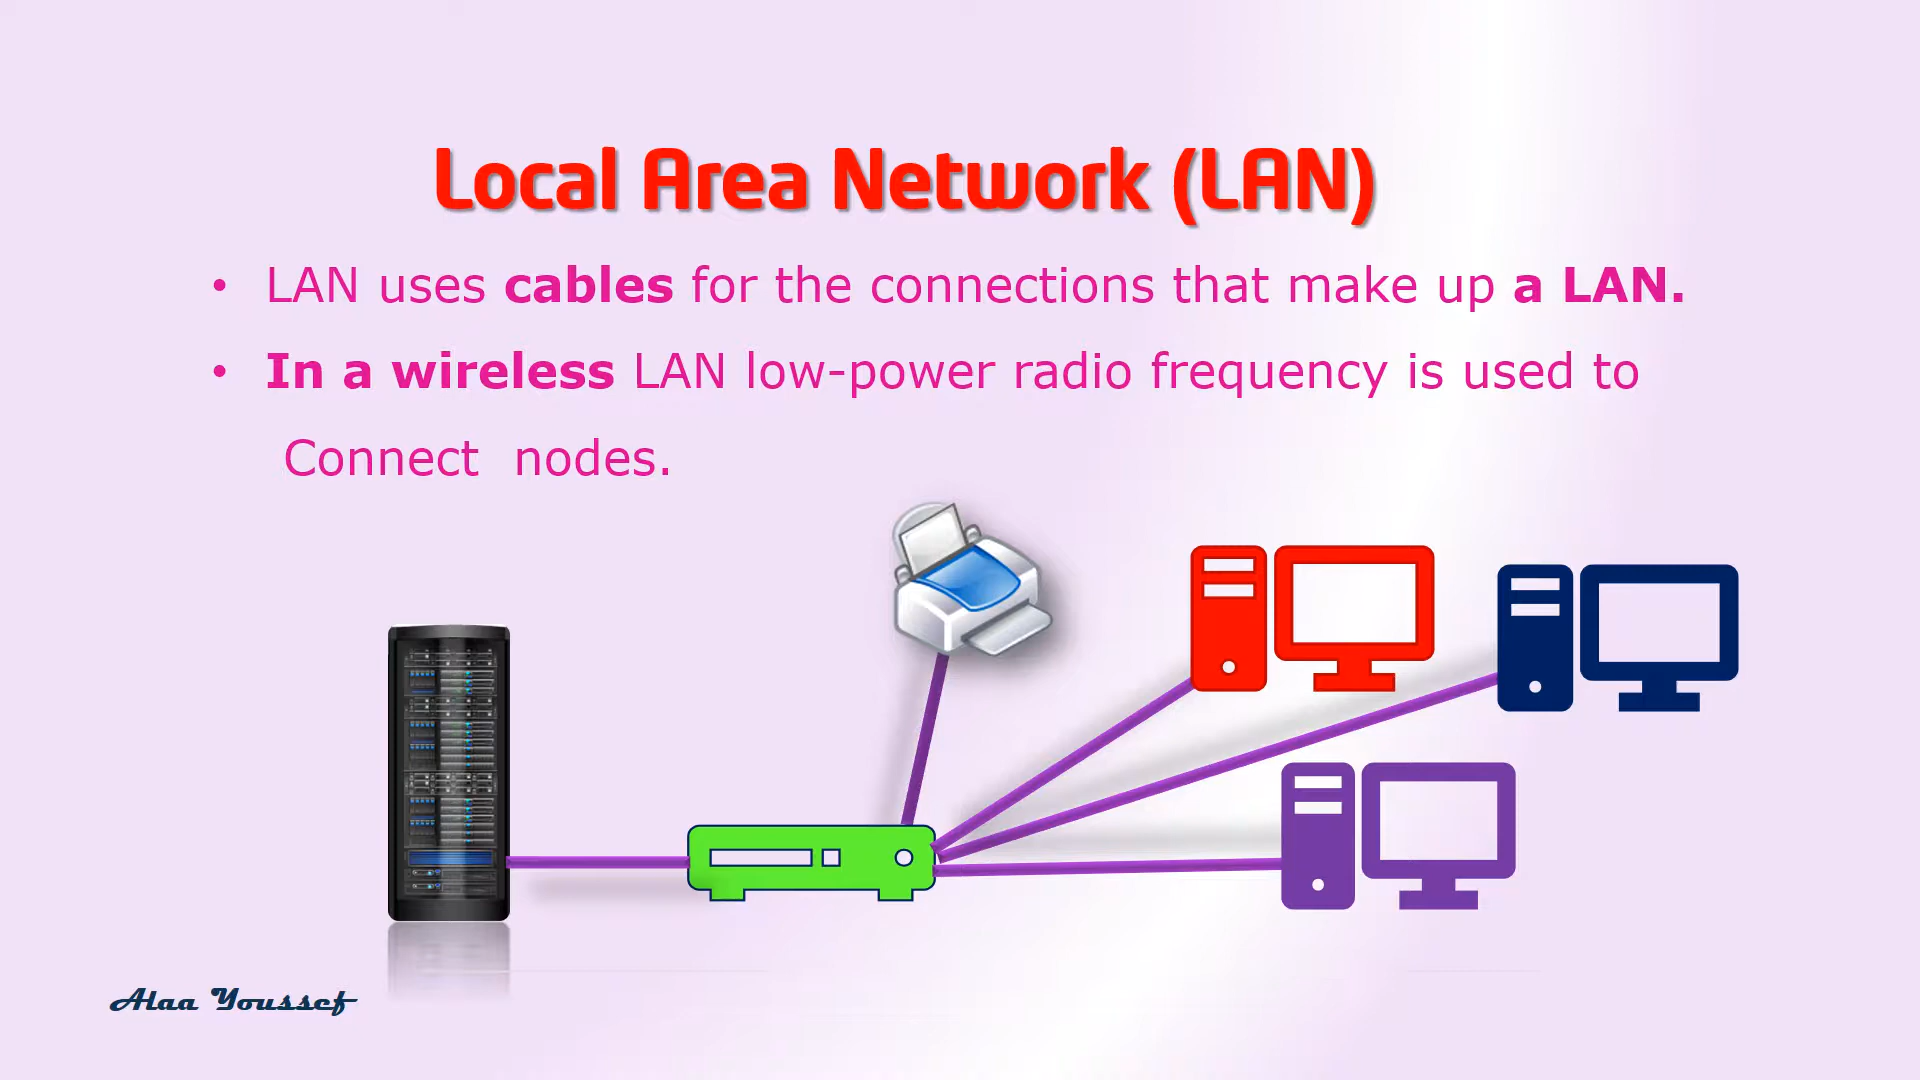 Local Area Network (LAN)
• LAN uses cables for the connections that make up a LAN.
• In a wireless LAN low-power radio frequency is used to
Connect nodes.
Alaa Youssef